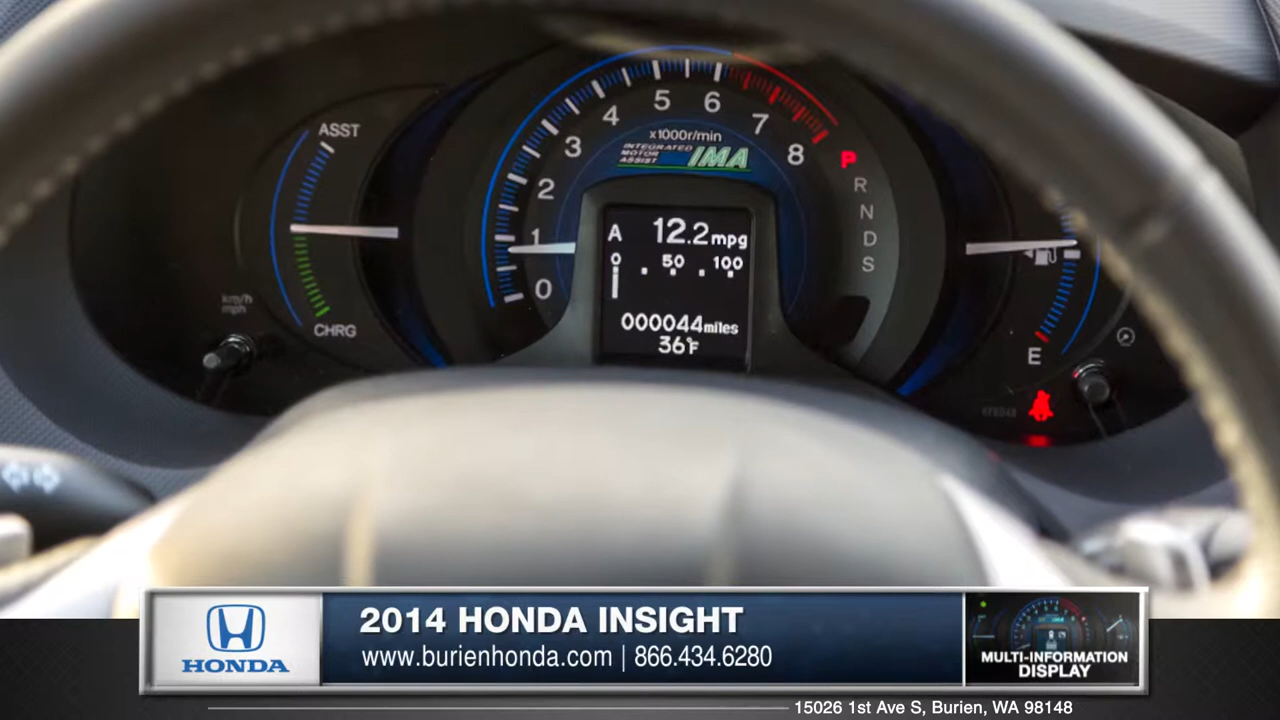 ASST
CHRG
km/h
mph
0
1
2
3
4
5
6
7
8
x1000r/min
INTEGRATED
MOTOR
ASSIST
IMA
A 12.2mpg
0 50 100
000044miles
36°F
P
R
N
D
S
E
HONDA
2014 HONDA INSIGHT
www.burienhonda.com | 866.434.6280
MULTI-INFORMATION
DISPLAY
15026 1st Ave S, Burien, WA 98148